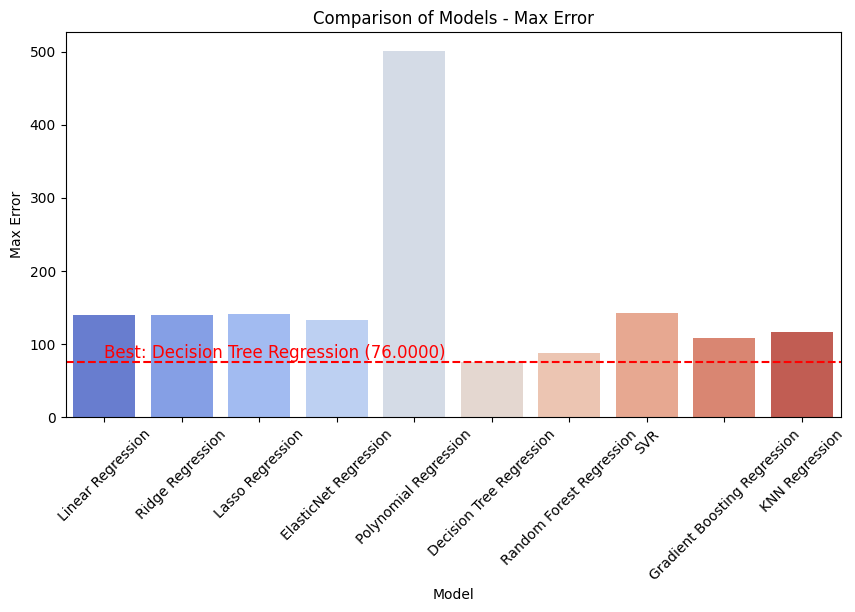 Comparison of Models - Max Error
Max Error
500
400
300
200
100
0
Best: Decision Tree Regression (76.0000)
Linear Regression
Ridge Regression
Lasso Regression
ElasticNet Regression
Polynomial Regression
Decision Tree Regression
Random Forest Regression
SVR
Gradient Boosting Regression
KNN Regression
Model